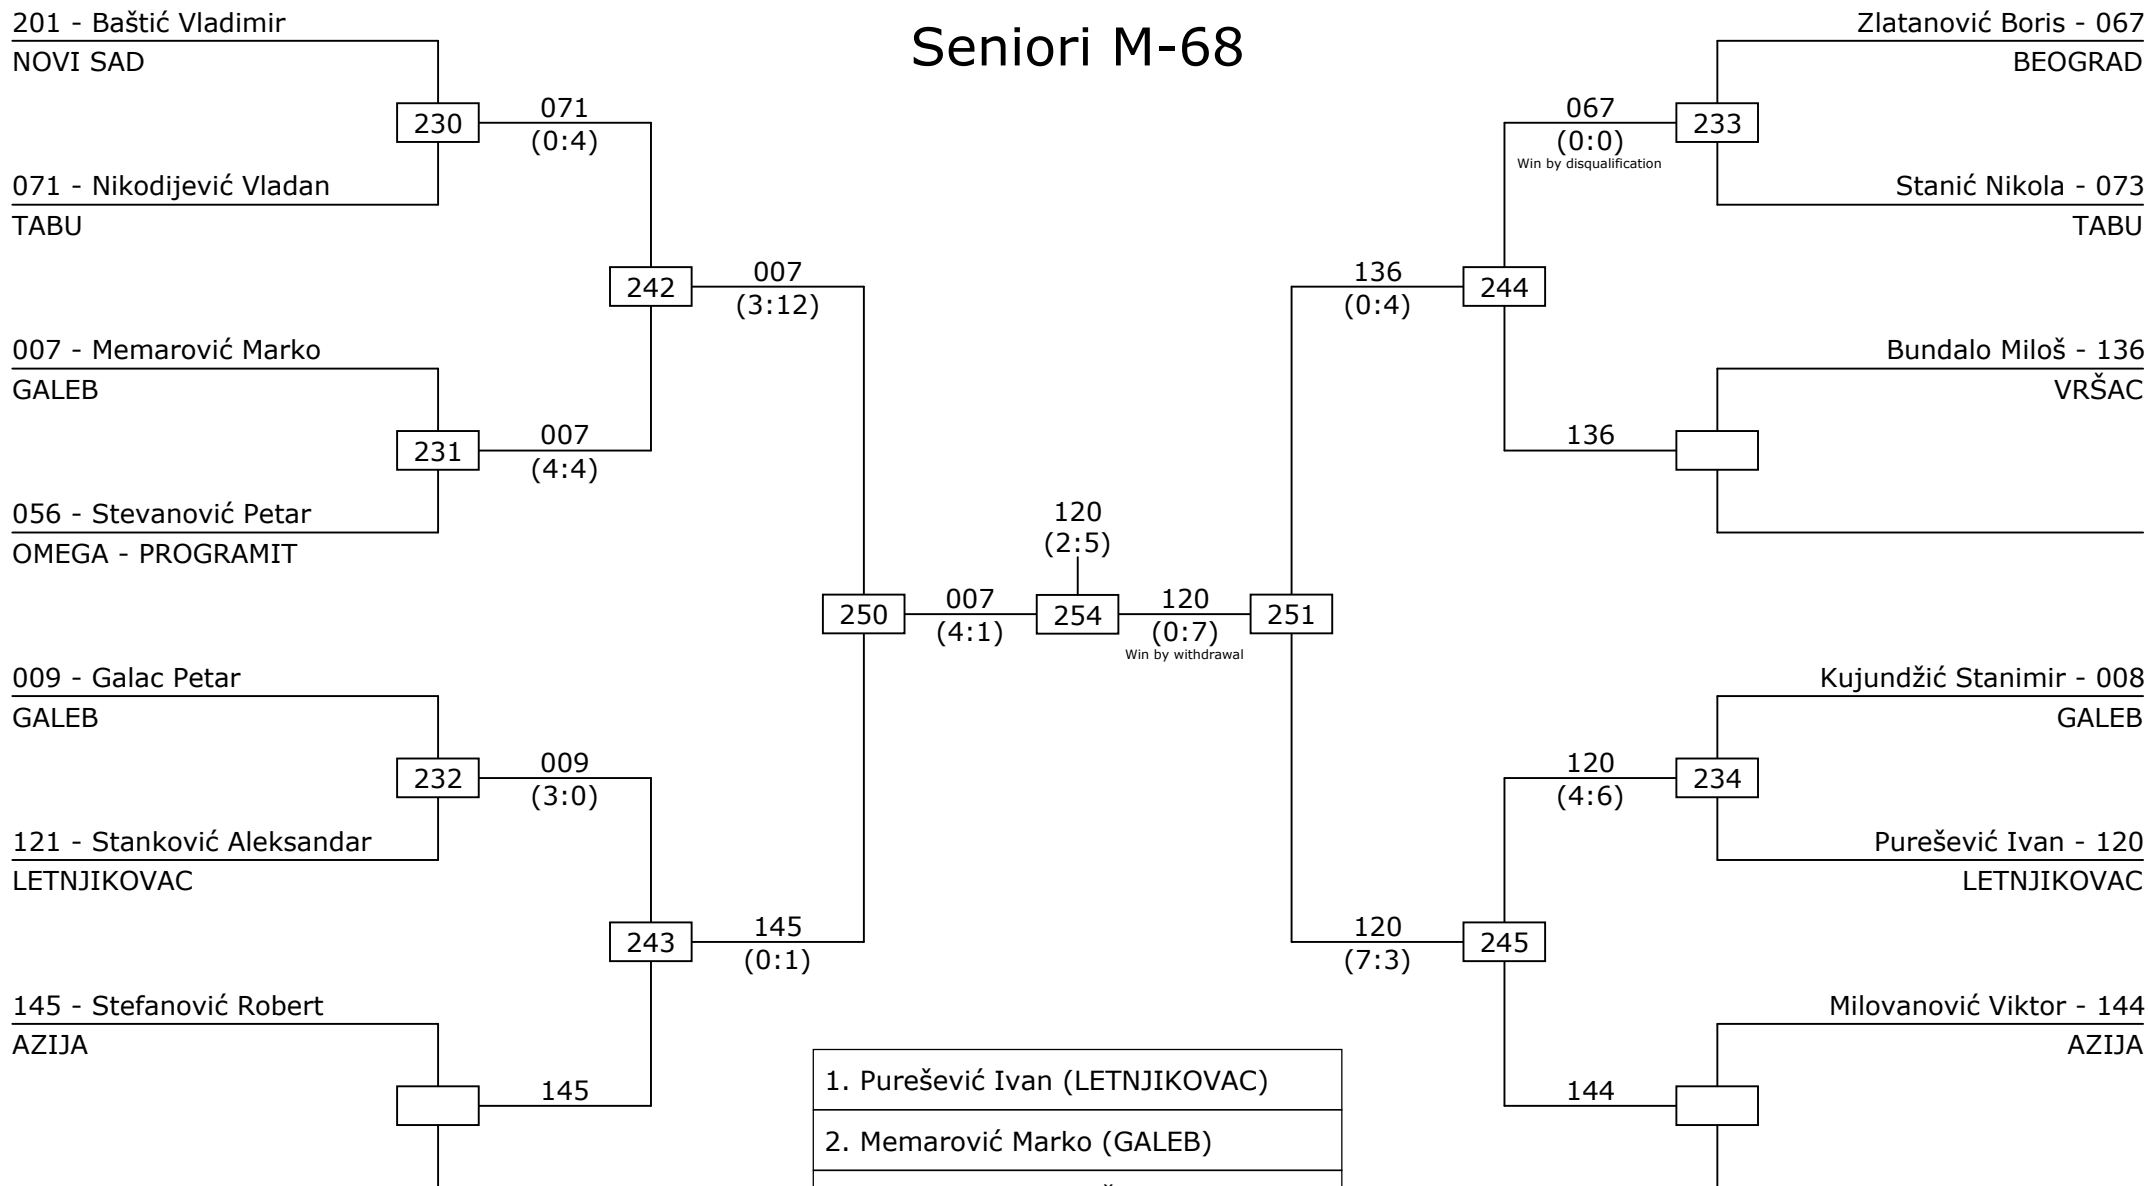 Seniori M-68
201 - Baštić Vladimir
NOVI SAD
230
071
(0:4)
071 - Nikodijević Vladan
TABU
242
007
(3:12)
007 - Memarović Marko
GALEB
231
007
(4:4)
056 - Stevanović Petar
OMEGA - PROGRAMIT
250
007
(4:1)
009 - Galac Petar
GALEB
232
009
(3:0)
121 - Stanković Aleksandar
LETNJIKOVAC
243
145
(0:1)
145 - Stefanović Robert
AZIJA
145
120
(2:5)
254
120
(0:7)
Win by withdrawal
251
Zlatanović Boris - 067
BEOGRAD
067
(0:0)
Win by disqualification
233
Stanić Nikola - 073
TABU
136
(0:4)
244
Bundalo Miloš - 136
VRŠAC
136
Kujundžić Stanimir - 008
GALEB
120
(4:6)
234
Purešević Ivan - 120
LETNJIKOVAC
120
(7:3)
245
Milovanović Viktor - 144
AZIJA
144
1. Purešević Ivan (LETNJIKOVAC)
2. Memarović Marko (GALEB)